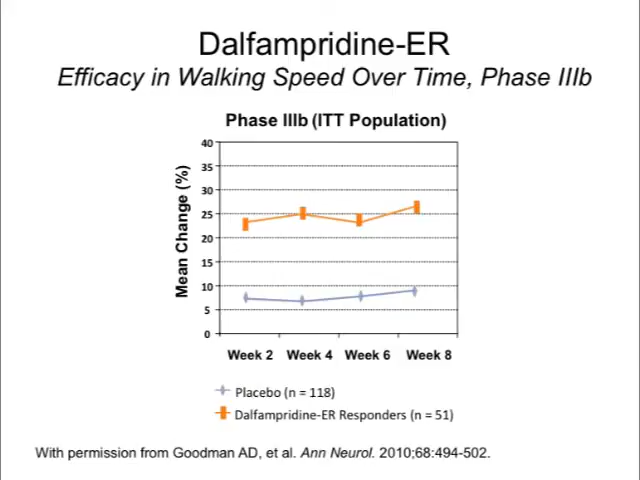 Dalfampridine-ER
Efficacy in Walking Speed Over Time, Phase IIIb
Phase IIIb (ITT Population)
Mean Change (%)
40
35
30
25
20
15
10
5
0
Week 2 Week 4 Week 6 Week 8
Placebo (n = 118)
Dalfampridine-ER Responders (n = 51)
With permission from Goodman AD, et al. Ann Neurol. 2010;68:494-502.